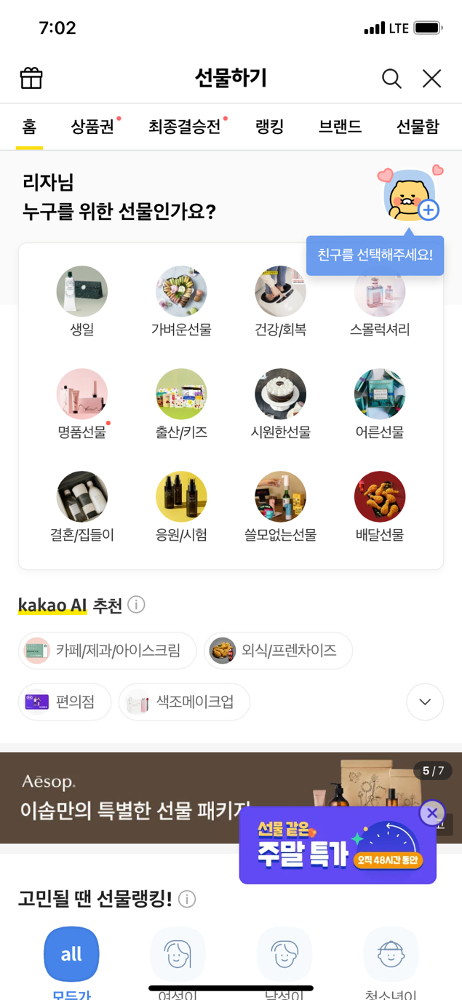 7:02
LTE
선물하기
홈 상품권 최종결승전 랭킹 브랜드 선물함
리자님
누구를 위한 선물인가요?
친구를 선택해주세요!
생일 가벼운선물 건강/회복 스몰럭셔리
명품선물 출산/키즈 시원한선물 어른선물
결혼/집들이 응원/시험 쓸모없는선물 배달선물
kakao AI 추천
카페/제과/아이스크림 외식/프렌차이즈
편의점 색조메이크업
5 / 7
Aēsop.
이솝만의 특별한 선물 패키지
선물 같은
주말 특가
오직 48시간 동안
고민될 땐 선물랭킹!
all
모두가 여성이 남성이 청소년이